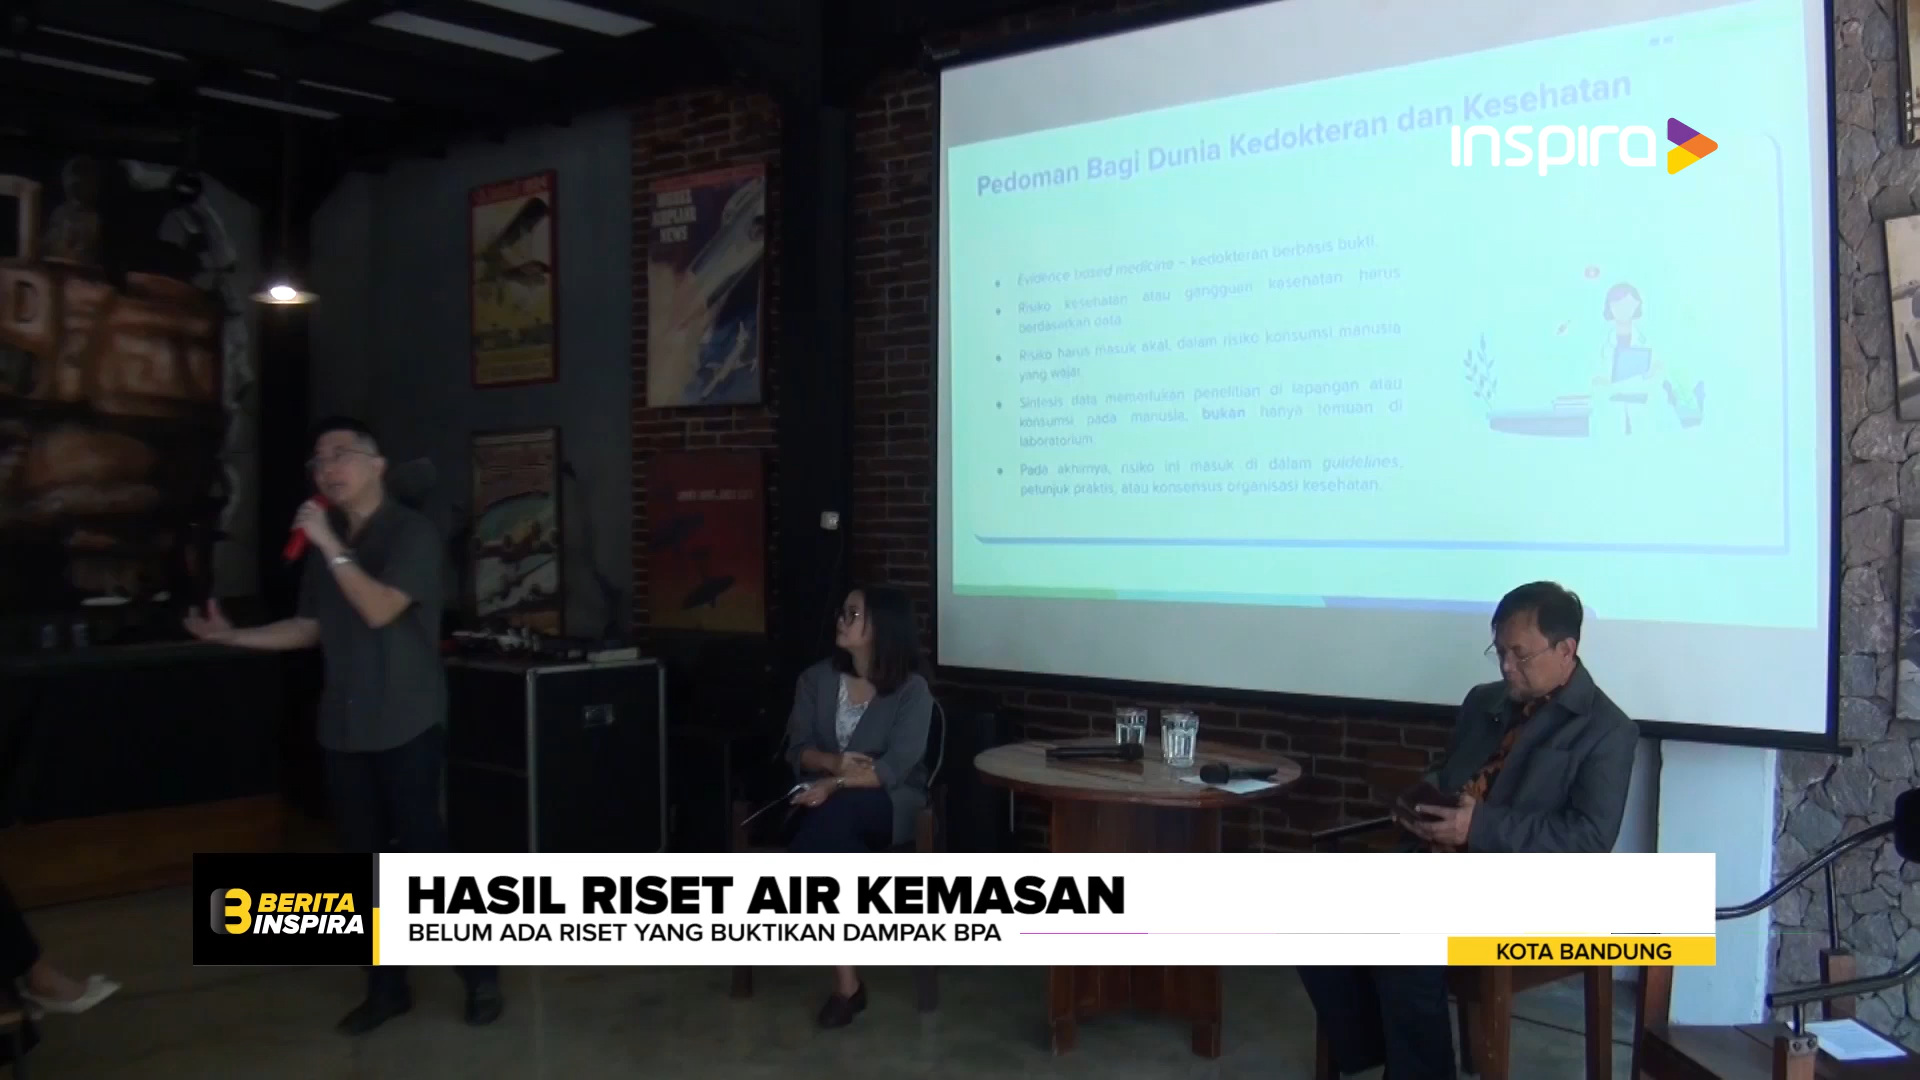 Pedoman Bagi Dunia Kedokteran dan Kesehatan
inspira
Evidence based medicine – kedokteran berbasis bukti.
Risiko kesehatan atau gangguan kesehatan harus
berdasarkan data
Risiko harus masuk akal, dalam risiko konsumsi manusia
yang wajar
Sintesis data memerlukan penelitian di lapangan atau
konsumsi pada manusia, bukan hanya temuan di
laboratorium
Pada akhirnya, risiko ini masuk di dalam guidelines,
petunjuk praktis, atau konsensus organisasi kesehatan.
BERITA
INSPIRA
HASIL RISET AIR KEMASAN
BELUM ADA RISET YANG BUKTIKAN DAMPAK BPA
KOTA BANDUNG